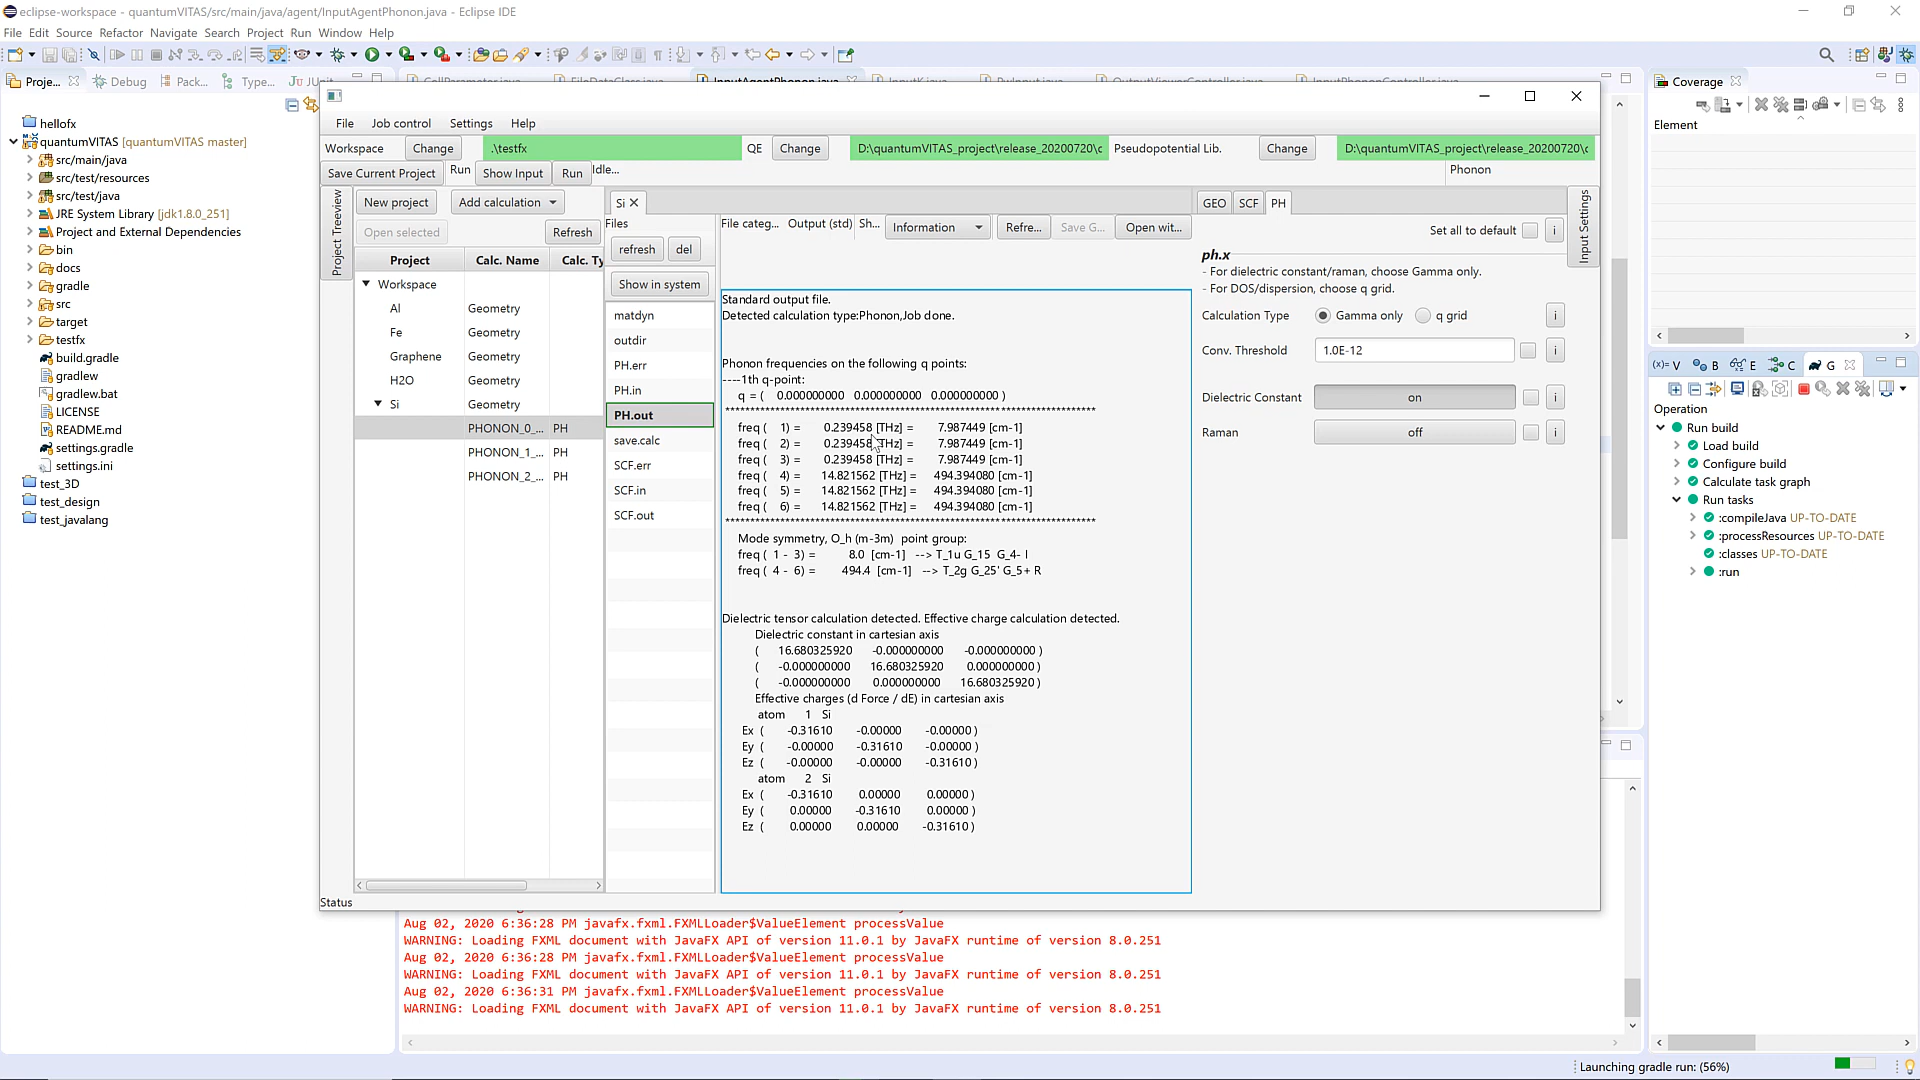 eclipse-workspace - quantumVITAS/src/main/java/agent/InputAgentPhonon.java - Eclipse IDE
File Edit Source Refactor Navigate Search Project Run Window Help
Proje... Debug Pack... Type... JUnit
Coverage
Element
hellofx
quantumVITAS [quantumVITAS master]
src/main/java
src/test/resources
src/test/java
JRE System Library [jdk1.8.0_251]
Project and External Dependencies
bin
docs
gradle
src
target
testfx
build.gradle
gradlew
gradlew.bat
LICENSE
README.md
settings.gradle
settings.ini
test_3D
test_design
test_javalang
File Job control Settings Help
Workspace Change .\testfx QE Change D:\quantumVITAS_project\release_20200720\c Pseudopotential Lib. Change D:\quantumVITAS_project\release_20200720\c
Save Current Project Run Show Input Run Idle... Phonon
Project Treeview
New project Add calculation
Open selected Refresh
Project Calc. Name Calc. Ty
Workspace
Al Geometry
Fe Geometry
Graphene Geometry
H2O Geometry
Si Geometry
PHONON_0_... PH
PHONON_1_... PH
PHONON_2_... PH
Si
Files
refresh del
Show in system
matdyn
outdir
PH.err
PH.in
PH.out
save.calc
SCF.err
SCF.in
SCF.out
File categ... Output (std) Sh... Information Refre... Save G... Open wit...
Standard output file.
Detected calculation type:Phonon,Job done.
Phonon frequencies on the following q points:
----1th q-point:
q = ( 0.000000000 0.000000000 0.000000000 )
**************************************************************************
freq ( 1) = 0.239458 [THz] = 7.987449 [cm-1]
freq ( 2) = 0.239458 [THz] = 7.987449 [cm-1]
freq ( 3) = 0.239458 [THz] = 7.987449 [cm-1]
freq ( 4) = 14.821562 [THz] = 494.394080 [cm-1]
freq ( 5) = 14.821562 [THz] = 494.394080 [cm-1]
freq ( 6) = 14.821562 [THz] = 494.394080 [cm-1]
**************************************************************************
Mode symmetry, O_h (m-3m) point group:
freq ( 1 - 3) = 8.0 [cm-1] --> T_1u G_15 G_4- I
freq ( 4 - 6) = 494.4 [cm-1] --> T_2g G_25' G_5+ R
Dielectric tensor calculation detected. Effective charge calculation detected.
Dielectric constant in cartesian axis
( 16.680325920 -0.000000000 -0.000000000 )
( -0.000000000 16.680325920 0.000000000 )
( -0.000000000 0.000000000 16.680325920 )
Effective charges (d Force / dE) in cartesian axis
atom 1 Si
Ex ( -0.31610 -0.00000 -0.00000 )
Ey ( -0.00000 -0.31610 -0.00000 )
Ez ( -0.00000 -0.00000 -0.31610 )
atom 2 Si
Ex ( -0.31610 0.00000 0.00000 )
Ey ( 0.00000 -0.31610 0.00000 )
Ez ( 0.00000 0.00000 -0.31610 )
GEO SCF PH
Input Settings
Set all to default i
ph.x
- For dielectric constant/raman, choose Gamma only.
- For DOS/dispersion, choose q grid.
Calculation Type Gamma only q grid i
Conv. Threshold 1.0E-12 i
Dielectric Constant on i
Raman off i
Status
Aug 02, 2020 6:36:28 PM javafx.fxml.FXMLLoader$ValueElement processValue
WARNING: Loading FXML document with JavaFX API of version 11.0.1 by JavaFX runtime of version 8.0.251
Aug 02, 2020 6:36:28 PM javafx.fxml.FXMLLoader$ValueElement processValue
WARNING: Loading FXML document with JavaFX API of version 11.0.1 by JavaFX runtime of version 8.0.251
Aug 02, 2020 6:36:31 PM javafx.fxml.FXMLLoader$ValueElement processValue
WARNING: Loading FXML document with JavaFX API of version 11.0.1 by JavaFX runtime of version 8.0.251
(x)= V B E C G
Operation
Run build
Load build
Configure build
Calculate task graph
Run tasks
:compileJava UP-TO-DATE
:processResources UP-TO-DATE
:classes UP-TO-DATE
:run
Launching gradle run: (56%)